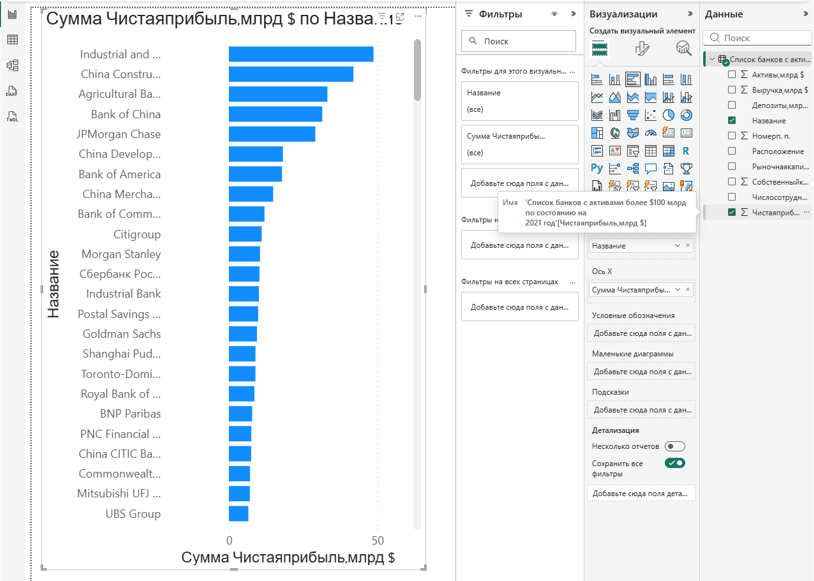 Сумма Чистаяприбыль,млрд $ по Назва...
Название
Industrial and ...
China Constru...
Agricultural Ba...
Bank of China
JPMorgan Chase
China Develop...
Bank of America
China Mercha...
Bank of Comm...
Citigroup
Morgan Stanley
Сбербанк Рос...
Industrial Bank
Postal Savings ...
Goldman Sachs
Shanghai Pud...
Toronto-Domi...
Royal Bank of ...
BNP Paribas
PNC Financial ...
China CITIC Ba...
Commonwealt...
Mitsubishi UFJ ...
UBS Group
0
50
Сумма Чистаяприбыль,млрд $
Фильтры
Поиск
Фильтры для этого визуальн...
Название
(все)
Сумма Чистаяприбы...
(все)
Добавьте сюда поля с дан...
Фильтры н
Добавьте сюда поля с дан...
Фильтры на всех страницах
Добавьте сюда поля с дан...
Визуализации
Создать визуальный элемент
R
Py
123
Имя 'Список банков с активами более $100 млрд
по состоянию на
2021 год'[Чистаяприбыль,млрд $]
Название
Ось X
Сумма Чистаяприбы...
Условные обозначения
Добавьте сюда поля с дан...
Маленькие диаграммы
Добавьте сюда поля с дан...
Подсказки
Добавьте сюда поля с дан...
Детализация
Несколько отчетов
Сохранить все
фильтры
Добавьте сюда поля дета...
Данные
Поиск
Список банков с акти...
Активы,млрд $
Выручка,млрд $
Депозиты,млр...
Название
Номерп. п.
Расположение
Рыночнаякапи...
Собственныйк...
Числосотрудн...
Чистаяприб...